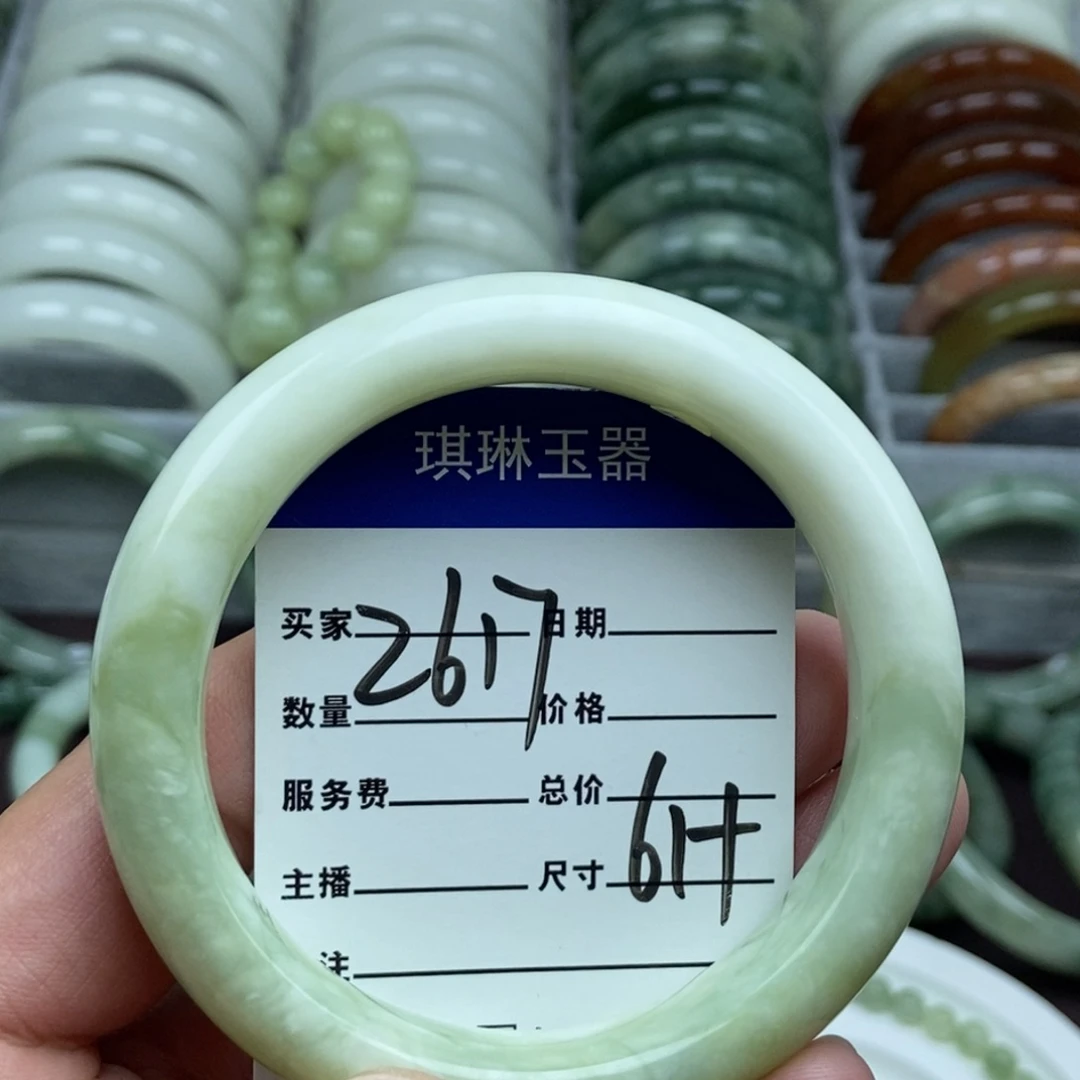 琪琳玉器
买家 2617 日期
数量 价格
服务费 总价
主播 尺寸 61+
注